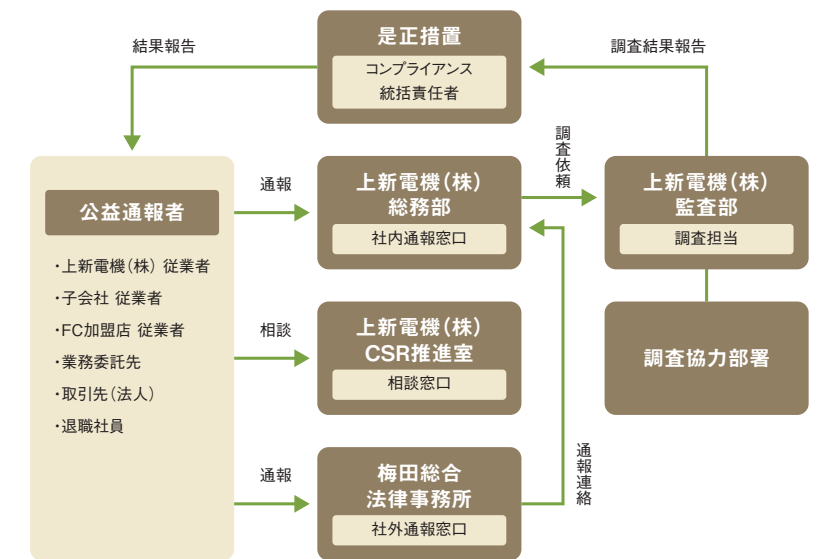 是正措置
コンプライアンス
統括責任者
結果報告
調査結果報告
公益通報者
・上新電機(株) 従業者
・子会社 従業者
・FC加盟店 従業者
・業務委託先
・取引先(法人)
・退職社員
通報
上新電機(株)
総務部
社内通報窓口
調査依頼
上新電機(株)
監査部
調査担当
相談
上新電機(株)
CSR推進室
相談窓口
調査協力部署
通報
梅田総合
法律事務所
社外通報窓口
通報連絡